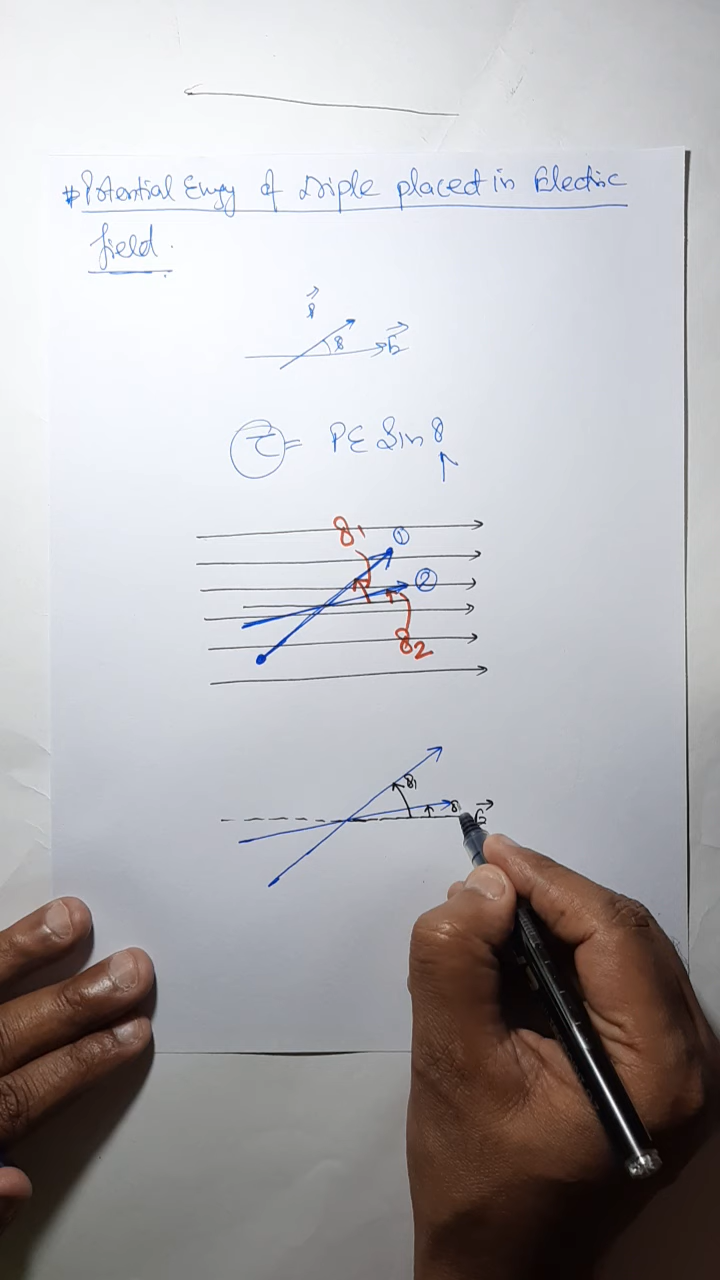 #Potential Engy of Diple placed in Electric
field.
P
θ E
τ = PE Sin θ
θ1 ①
②
θ2
θ1
θ E